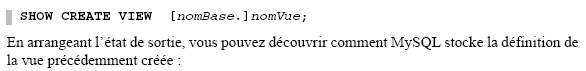 SHOW CREATE VIEW [nomBase.]nomVue;
En arrangeant l’état de sortie, vous pouvez découvrir comment MySQL stocke la définition de
la vue précédemment créée :